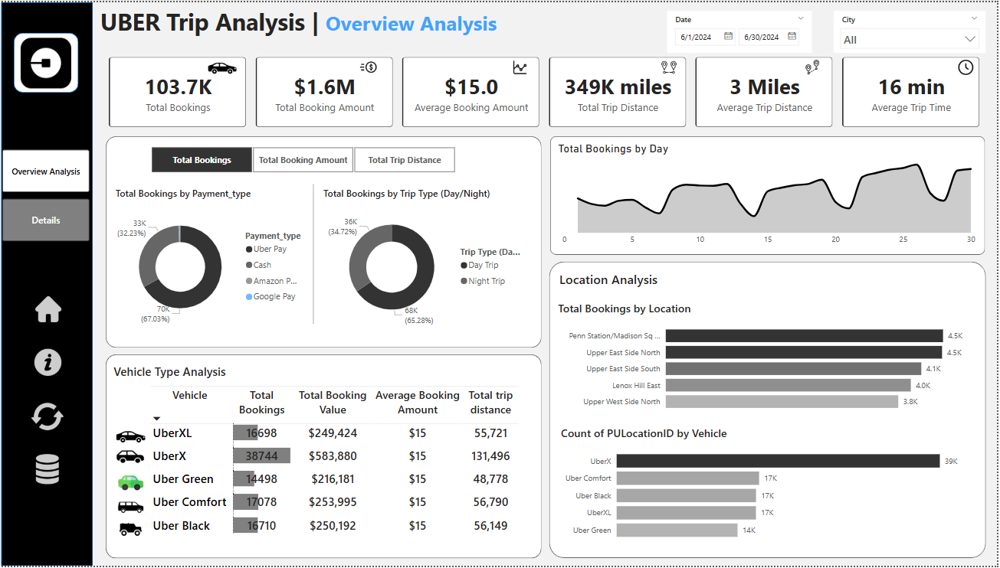 UBER Trip Analysis | Overview Analysis
Date
6/1/2024 6/30/2024
City
All
103.7K
Total Bookings
$1.6M
Total Booking Amount
$15.0
Average Booking Amount
349K miles
Total Trip Distance
3 Miles
Average Trip Distance
16 min
Average Trip Time
Overview Analysis
Details
Total Bookings Total Booking Amount Total Trip Distance
Total Bookings by Payment_type
33K
(32.23%)
70K
(67.03%)
Payment_type
Uber Pay
Cash
Amazon P...
Google Pay
Total Bookings by Trip Type (Day/Night)
36K
(34.72%)
68K
(65.28%)
Trip Type (Da...
Day Trip
Night Trip
Total Bookings by Day
0 5 10 15 20 25 30
Vehicle Type Analysis
Vehicle Total Bookings Total Booking Value Average Booking Amount Total trip distance
UberXL 16698 $249,424 $15 55,721
UberX 38744 $583,880 $15 131,496
Uber Green 14498 $216,181 $15 48,778
Uber Comfort 17078 $253,995 $15 56,790
Uber Black 16710 $250,192 $15 56,149
Location Analysis
Total Bookings by Location
Penn Station/Madison Sq ... 4.5K
Upper East Side North 4.5K
Upper East Side South 4.1K
Lenox Hill East 4.0K
Upper West Side North 3.8K
Count of PULocationID by Vehicle
UberX 39K
Uber Comfort 17K
Uber Black 17K
UberXL 17K
Uber Green 14K